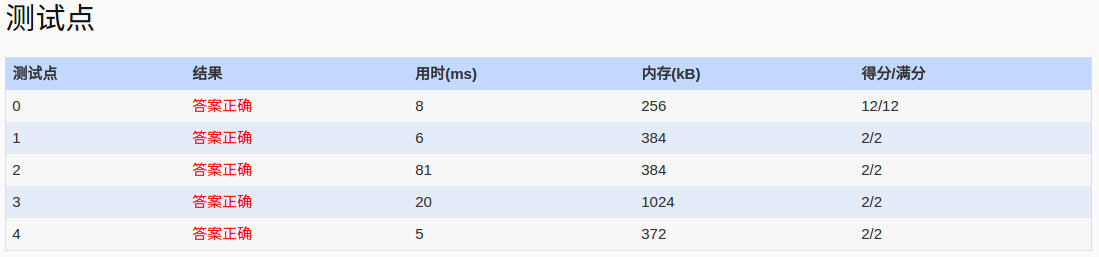 测试点
测试点 结果 用时(ms) 内存(kB) 得分/满分
0 答案正确 8 256 12/12
1 答案正确 6 384 2/2
2 答案正确 81 384 2/2
3 答案正确 20 1024 2/2
4 答案正确 5 372 2/2